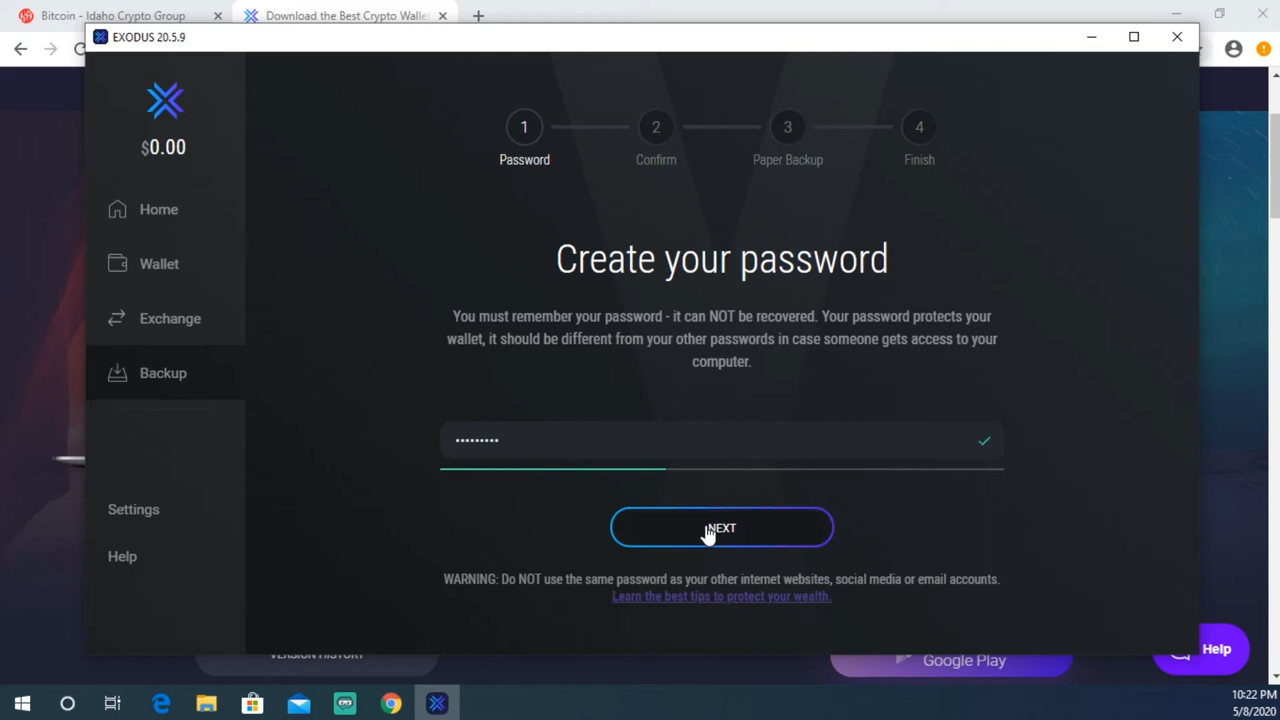 Bitcoin - Idaho Crypto Group
Download the Best Crypto Walle
EXODUS 20.5.9
$0.00
Home
Wallet
Exchange
Backup
Settings
Help
1
2
3
4
Password
Confirm
Paper Backup
Finish
Create your password
You must remember your password - it can NOT be recovered. Your password protects your
wallet, it should be different from your other passwords in case someone gets access to your
computer.
•••••••••
NEXT
WARNING: Do NOT use the same password as your other internet websites, social media or email accounts.
Learn the best tips to protect your wealth.
VERSION HISTORY
Google Play
Help
10:22 PM
5/8/2020